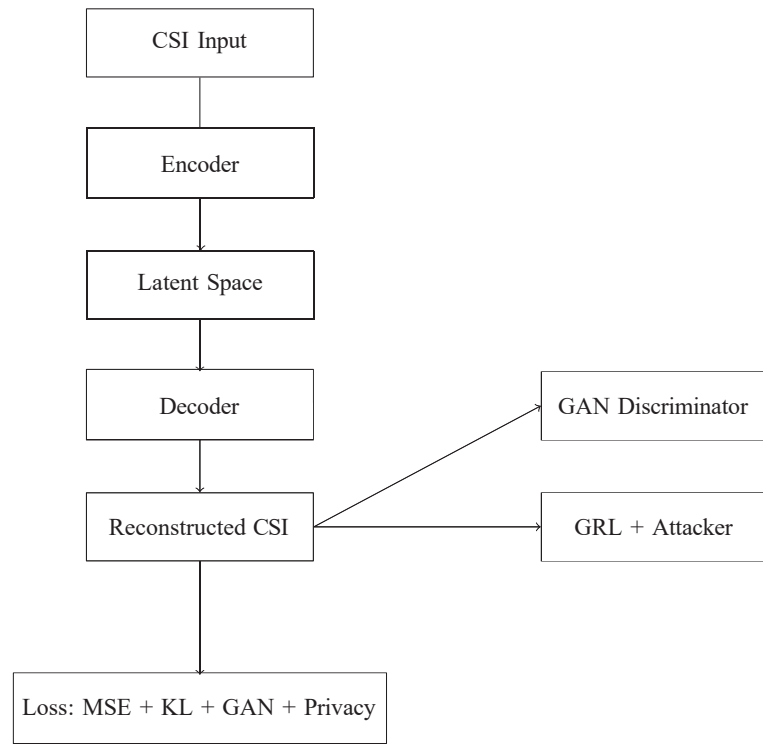 CSI Input
Encoder
Latent Space
Decoder
GAN Discriminator
Reconstructed CSI
GRL + Attacker
Loss: MSE + KL + GAN + Privacy